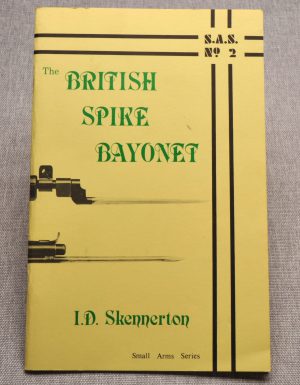 S.A.S.
Nº 2
The BRITISH
SPIKE
BAYONET
I.D. Skennerton
Small Arms Series